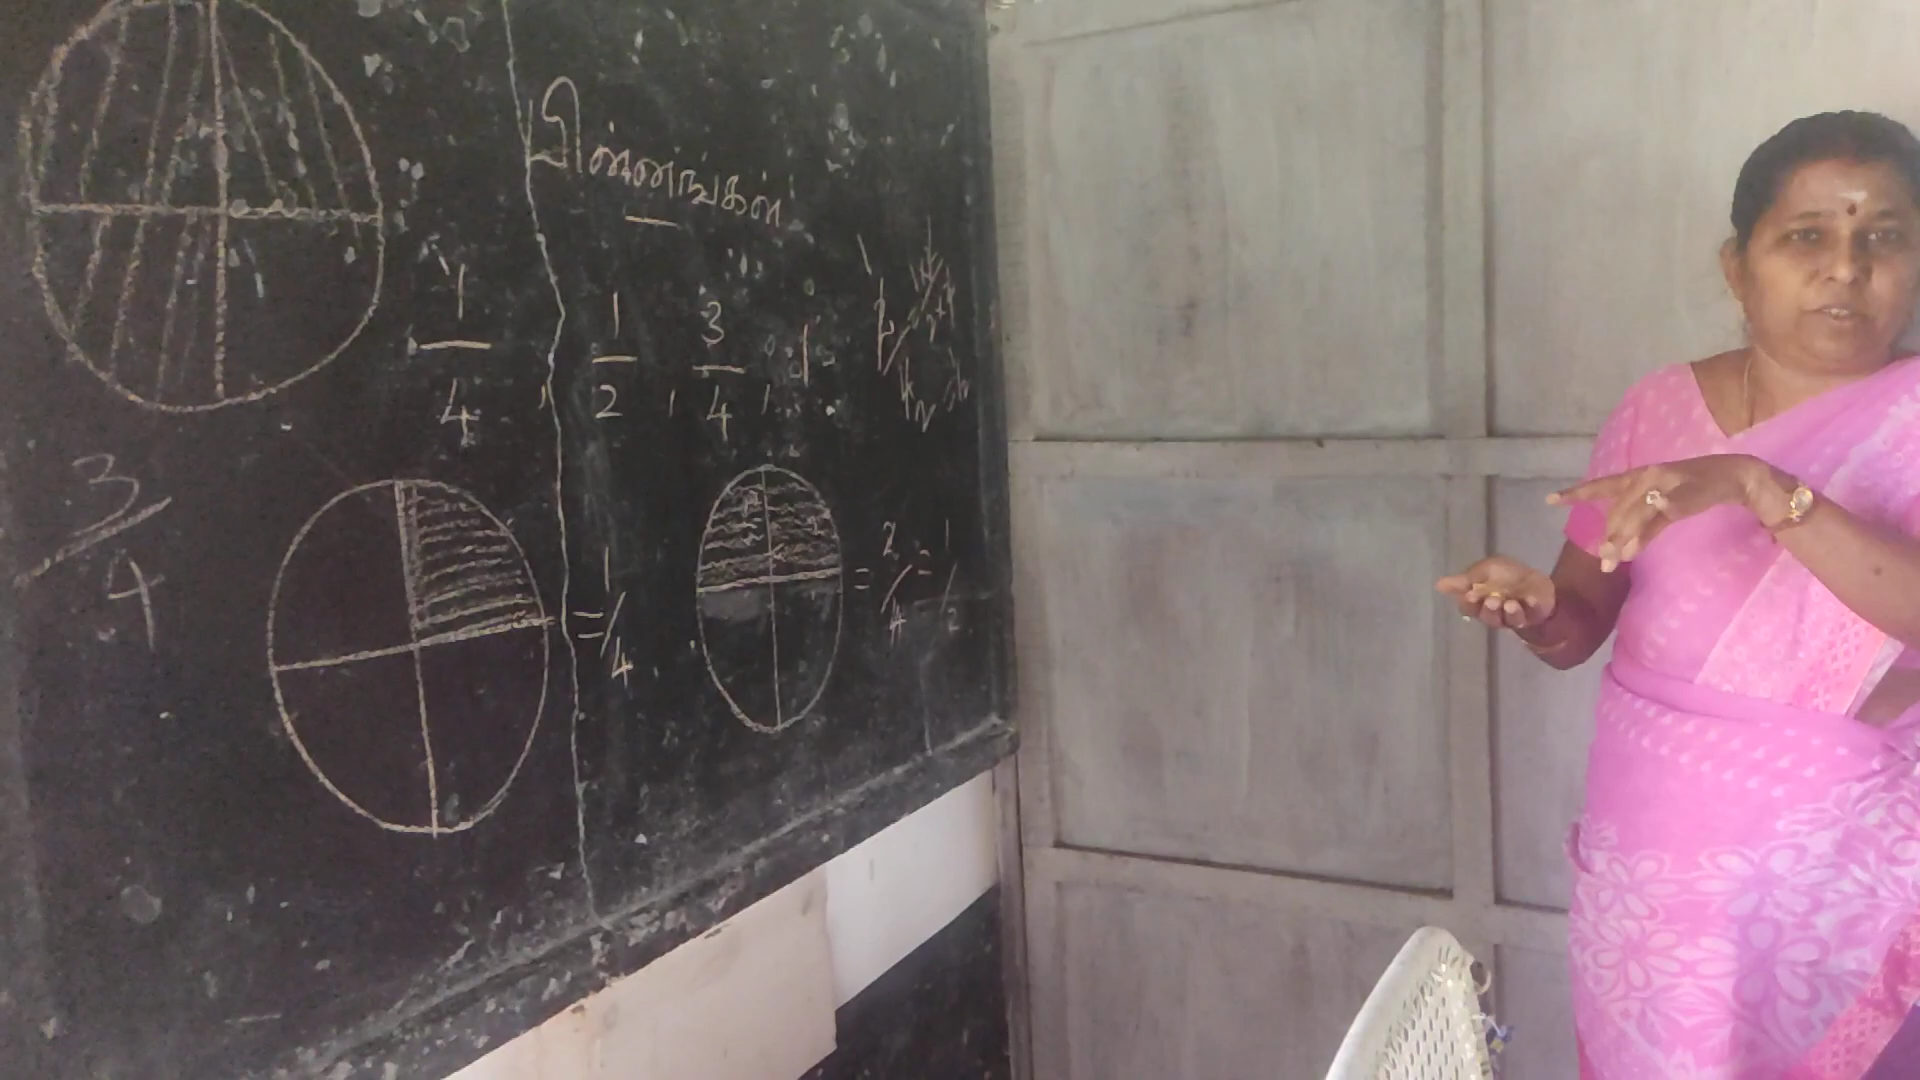 பின்னங்கள்
1/4 , 1/2 , 3/4 ,
3/4
= 1/4
= 2/4 = 1/2